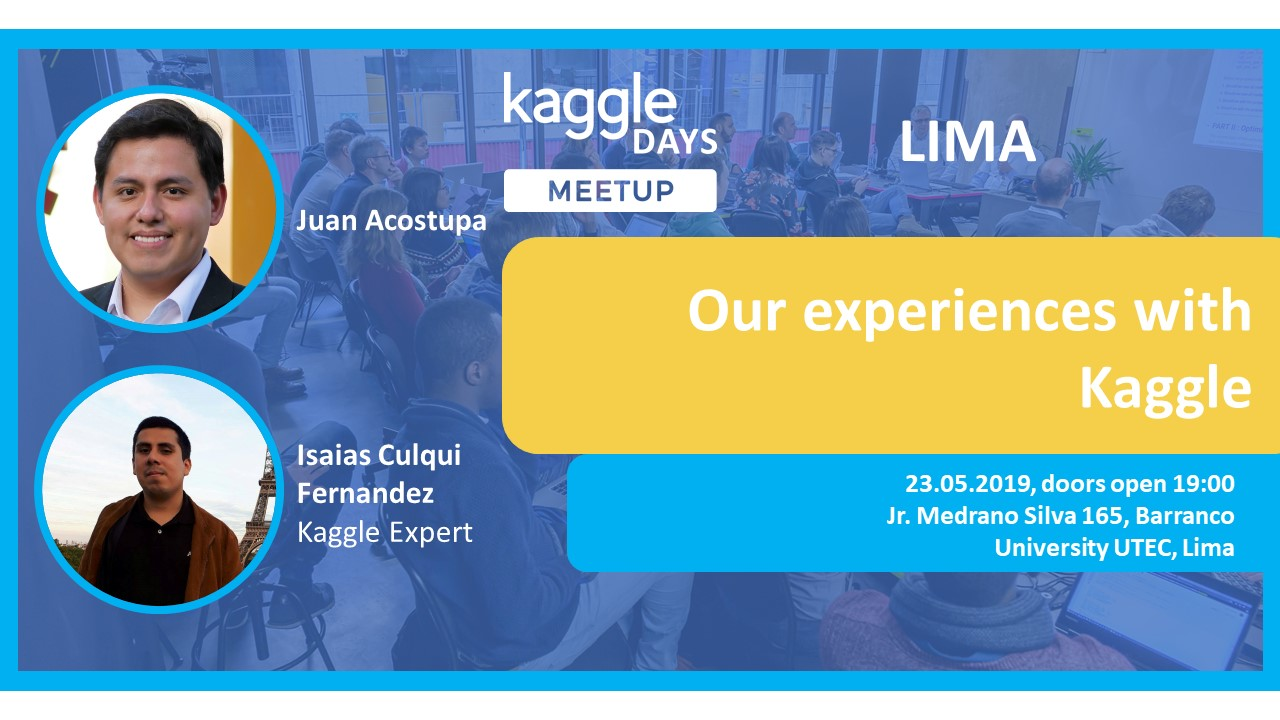 kaggle
DAYS
MEETUP
LIMA
Juan Acostupa
Our experiences with
Kaggle
Isaias Culqui
Fernandez
Kaggle Expert
23.05.2019, doors open 19:00
Jr. Medrano Silva 165, Barranco
University UTEC, Lima